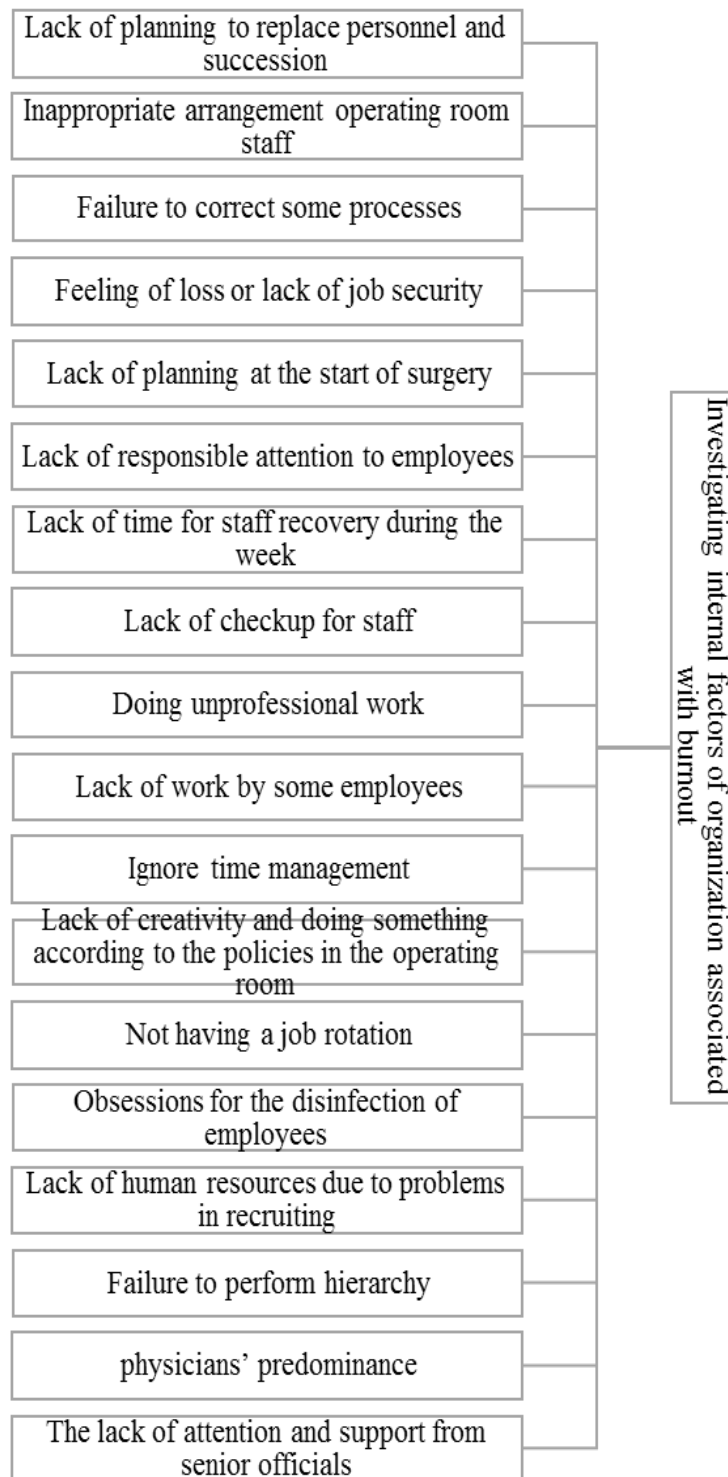 Lack of planning to replace personnel and
succession
Inappropriate arrangement operating room
staff
Failure to correct some processes
Feeling of loss or lack of job security
Lack of planning at the start of surgery
Lack of responsible attention to employees
Lack of time for staff recovery during the
week
Lack of checkup for staff
Doing unprofessional work
Lack of work by some employees
Ignore time management
Lack of creativity and doing something
according to the policies in the operating
room
Not having a job rotation
Obsessions for the disinfection of
employees
Lack of human resources due to problems
in recruiting
Failure to perform hierarchy
physicians’ predominance
The lack of attention and support from
senior officials
Investigating internal factors of organization associated
with burnout